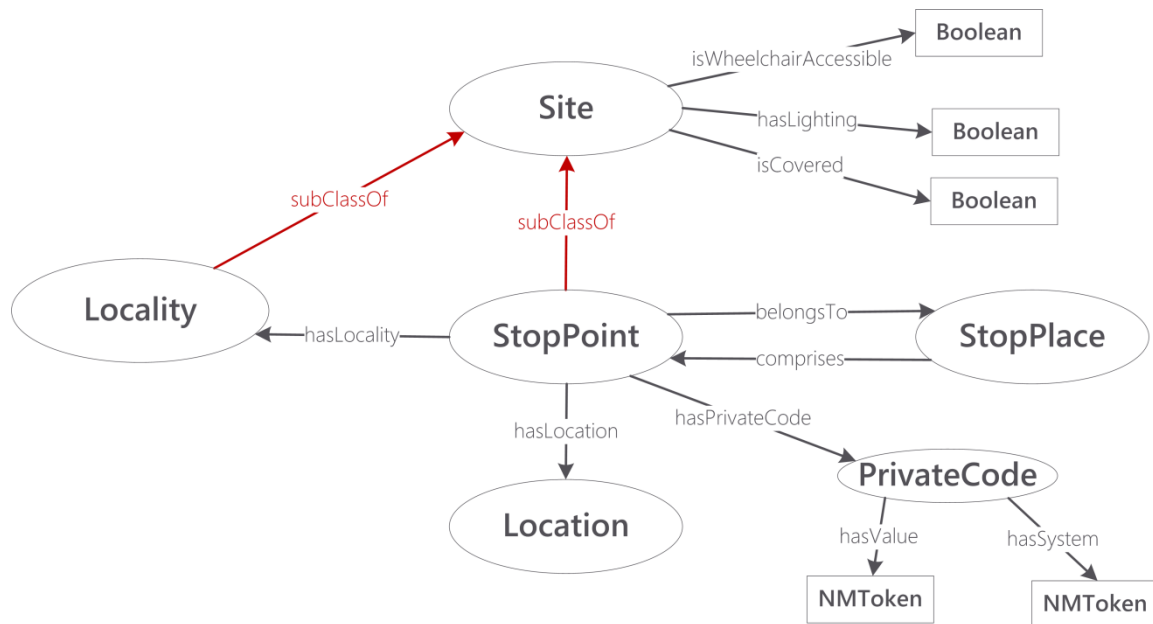 Boolean
isWheelchairAccessible
Site
hasLighting
Boolean
isCovered
Boolean
subClassOf
subClassOf
Locality
hasLocality
StopPoint
belongsTo
comprises
StopPlace
hasLocation
hasPrivateCode
PrivateCode
Location
hasValue
hasSystem
NMToken
NMToken